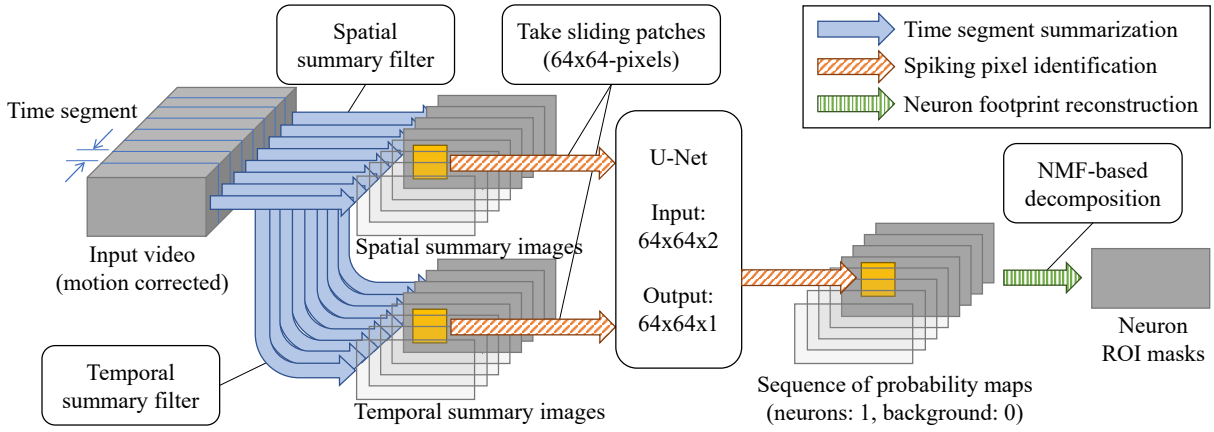 Spatial
summary filter
Take sliding patches
(64x64-pixels)
Time segment summarization
Spiking pixel identification
Neuron footprint reconstruction
Time segment
U-Net
Input:
64x64x2
Output:
64x64x1
NMF-based
decomposition
Input video
(motion corrected)
Spatial summary images
Temporal
summary filter
Temporal summary images
Sequence of probability maps
(neurons: 1, background: 0)
Neuron
ROI masks